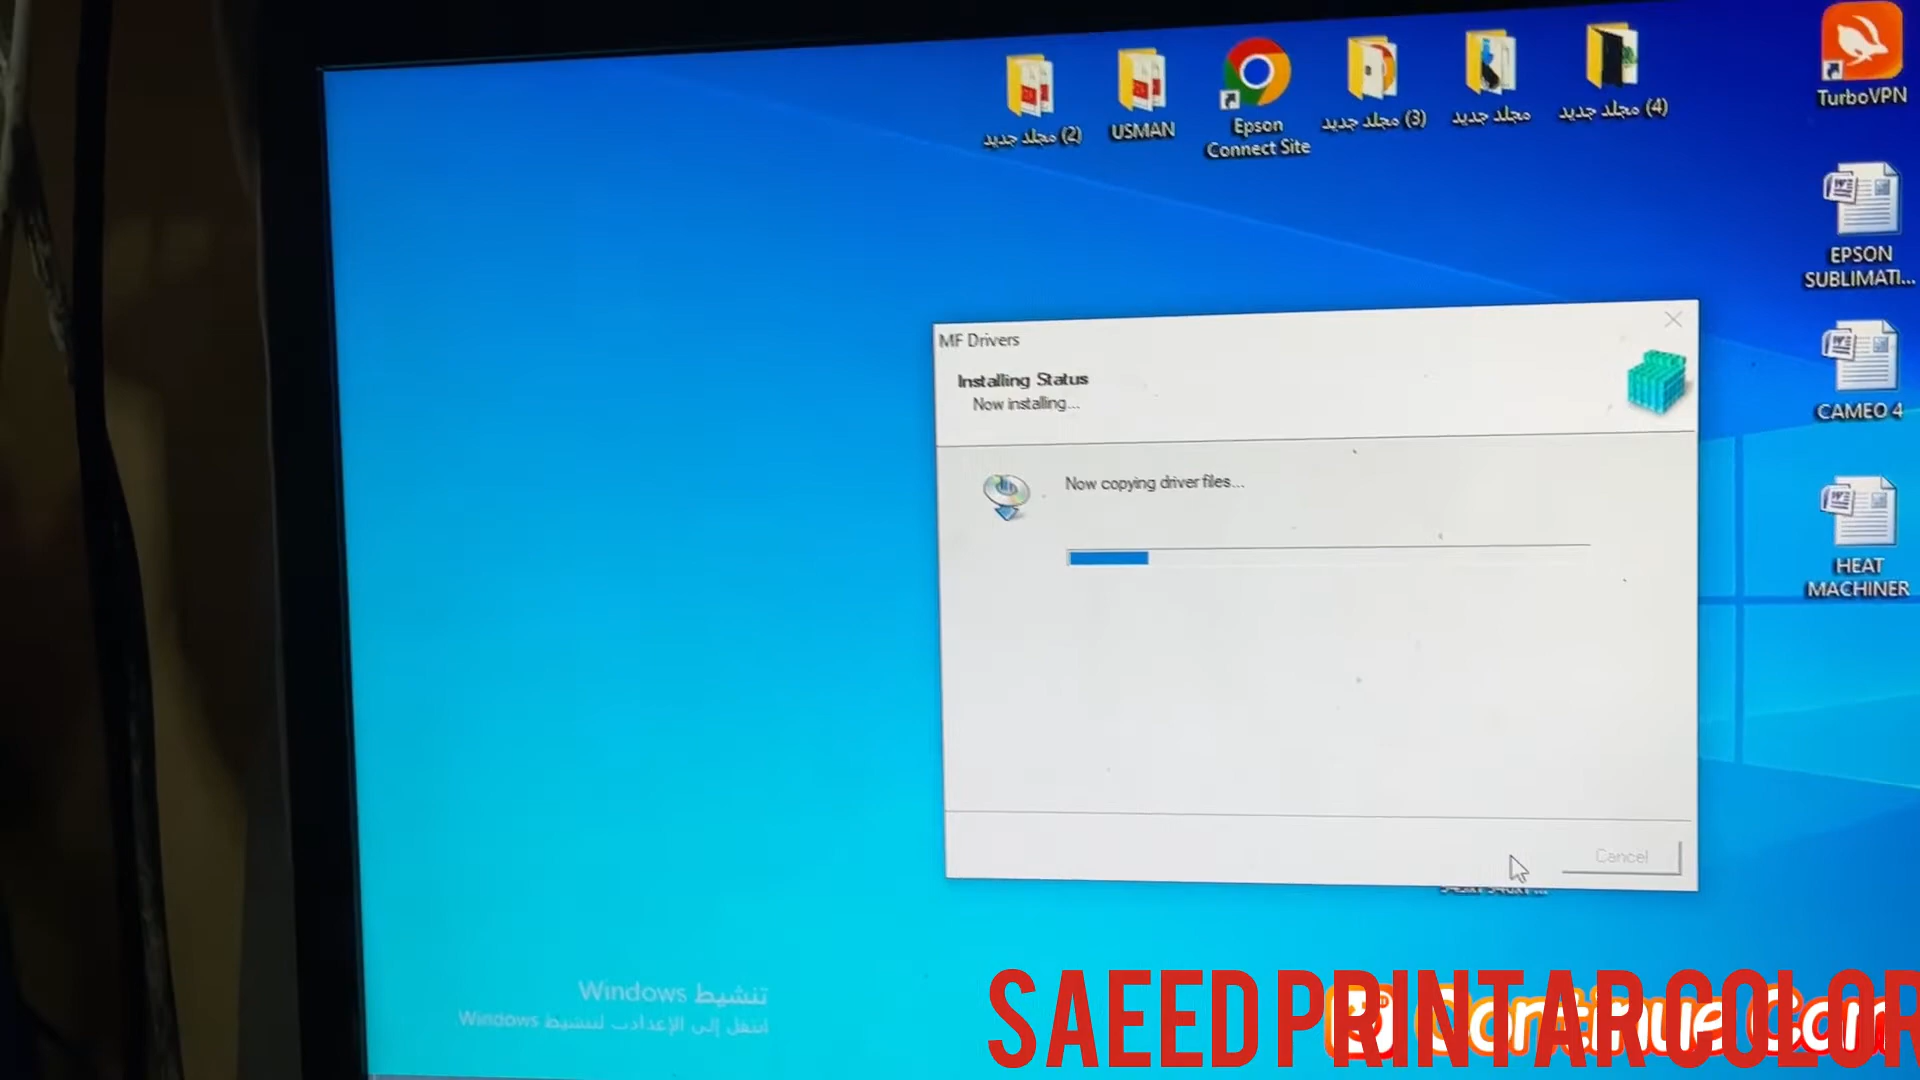 مجلد جديد (2)
USMAN
Epson
Connect Site
مجلد جديد (3)
مجلد جديد
مجلد جديد (4)
TurboVPN
EPSON
SUBLIMATI...
CAMEO 4
HEAT
MACHINER
MF Drivers
Installing Status
Now installing...
Now copying driver files...
Cancel
تنشيط Windows
انتقل إلى الإعدادات لتنشيط Windows.
SAEED PRINTAR COLOR
Continue Can